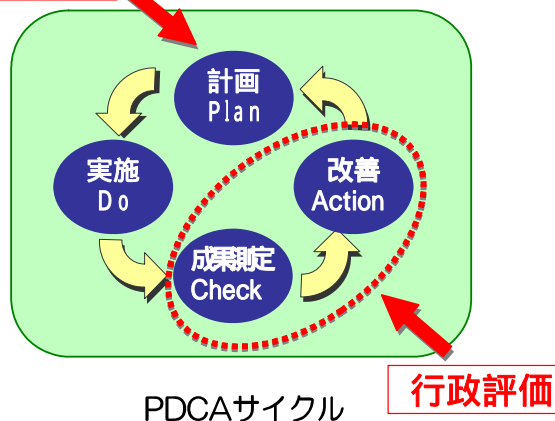 計画
Plan
実施
Do
改善
Action
成果測定
Check
行政評価
PDCAサイクル